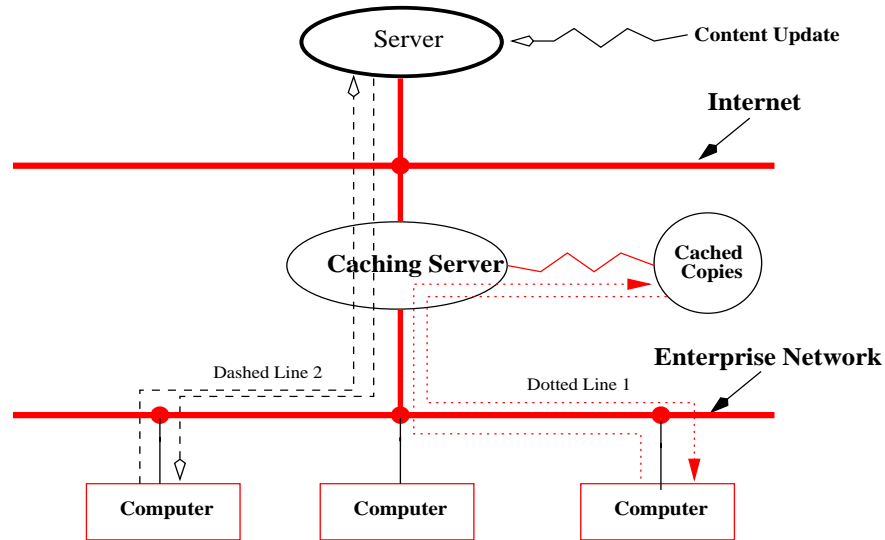 Server
Content Update
Internet
Caching Server
Cached
Copies
Enterprise Network
Dashed Line 2
Dotted Line 1
Computer
Computer
Computer